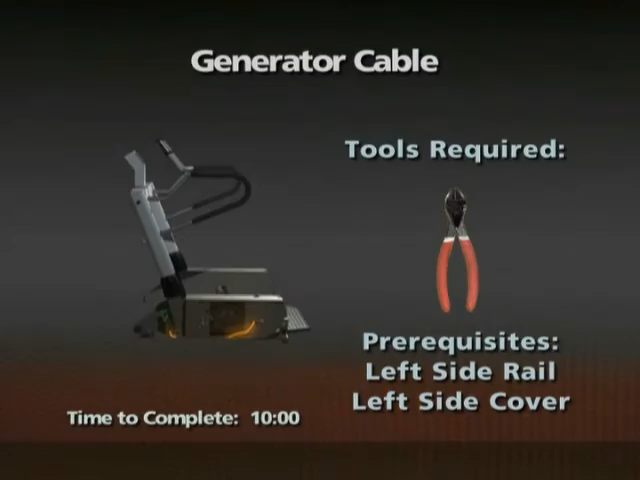 Generator Cable
Tools Required:
Prerequisites:
Left Side Rail
Left Side Cover
Time to Complete: 10:00